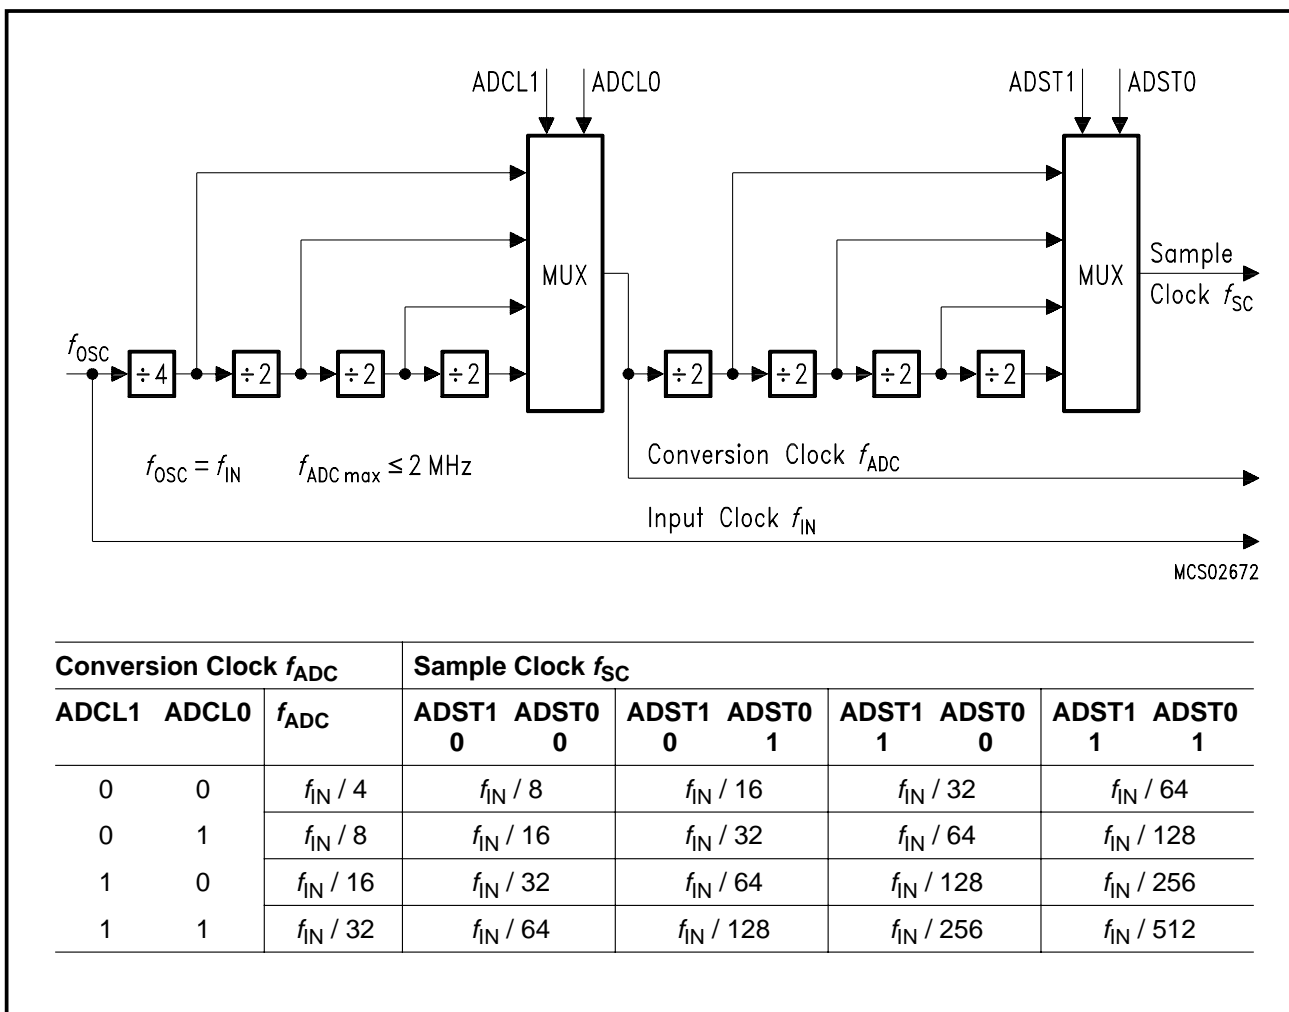 ADCL1 ADCL0 ADST1 ADST0
MUX MUX
Sample
Clock fSC
fOSC
÷4 ÷2 ÷2 ÷2 ÷2 ÷2 ÷2 ÷2
fOSC = fIN fADC max ≤ 2 MHz
Conversion Clock fADC
Input Clock fIN
MCS02672
Conversion Clock fADC Sample Clock fSC
ADCL1 ADCL0 fADC ADST1 ADST0 ADST1 ADST0 ADST1 ADST0 ADST1 ADST0
0 0 0 1 1 0 1 1
0 0 fIN / 4 fIN / 8 fIN / 16 fIN / 32 fIN / 64
0 1 fIN / 8 fIN / 16 fIN / 32 fIN / 64 fIN / 128
1 0 fIN / 16 fIN / 32 fIN / 64 fIN / 128 fIN / 256
1 1 fIN / 32 fIN / 64 fIN / 128 fIN / 256 fIN / 512